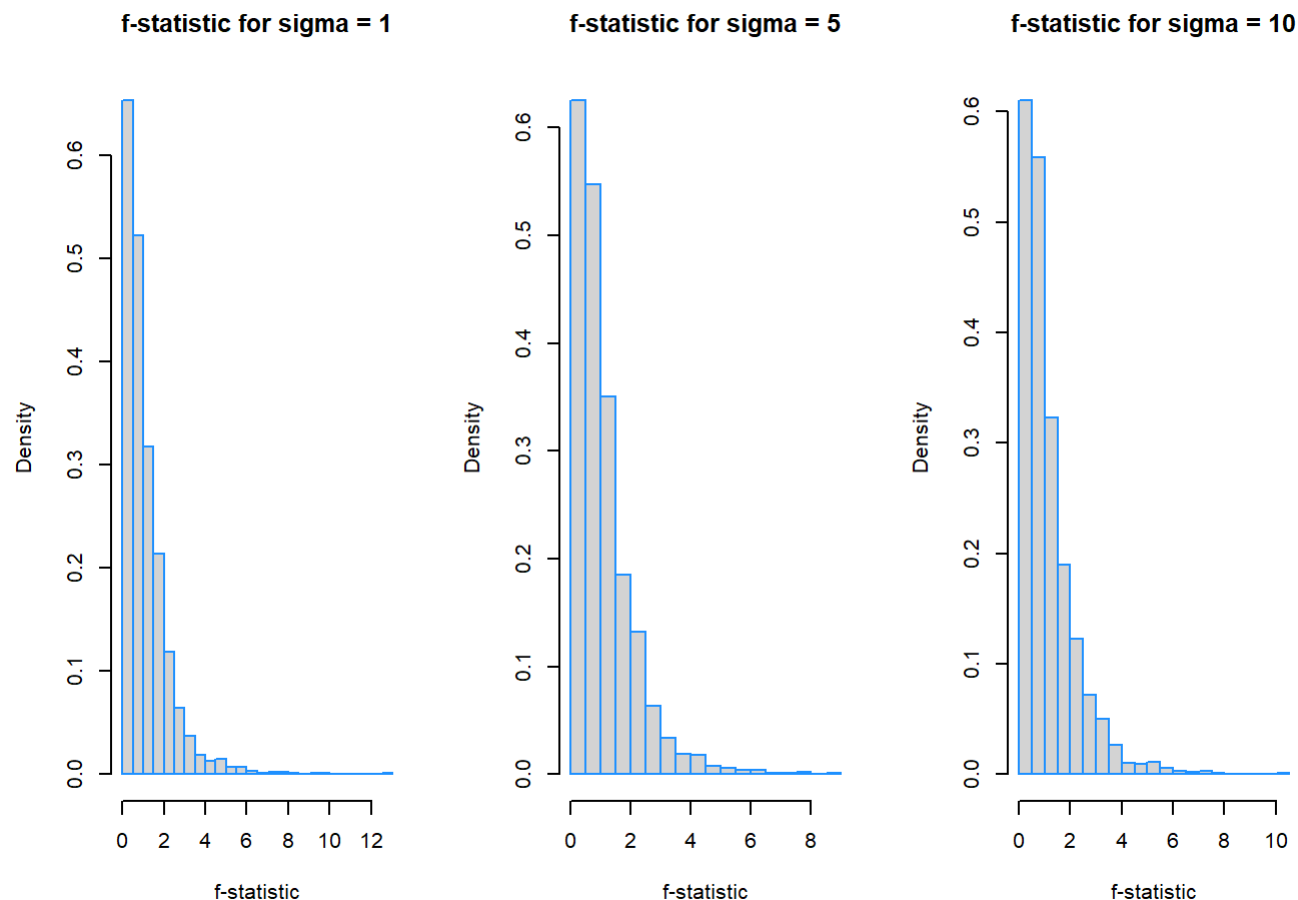 f-statistic for sigma = 1
Density
0.0 0.1 0.2 0.3 0.4 0.5 0.6
0 2 4 6 8 10 12
f-statistic
f-statistic for sigma = 5
Density
0.0 0.1 0.2 0.3 0.4 0.5 0.6
0 2 4 6 8
f-statistic
f-statistic for sigma = 10
Density
0.0 0.1 0.2 0.3 0.4 0.5 0.6
0 2 4 6 8 10
f-statistic